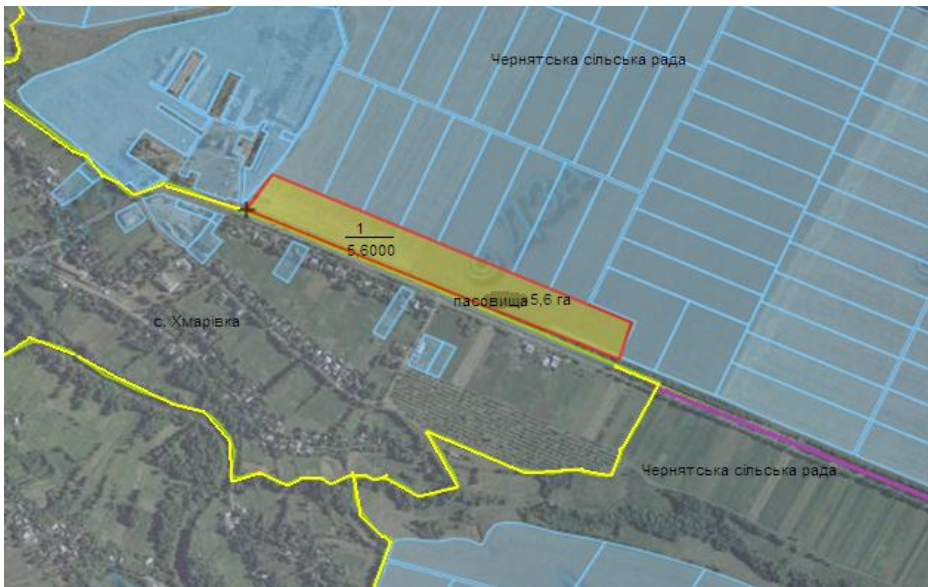 Чернятська сільська рада
1
5,6000
пасовища 5,6 га
с. Хмарівка
Чернятська сільська рада